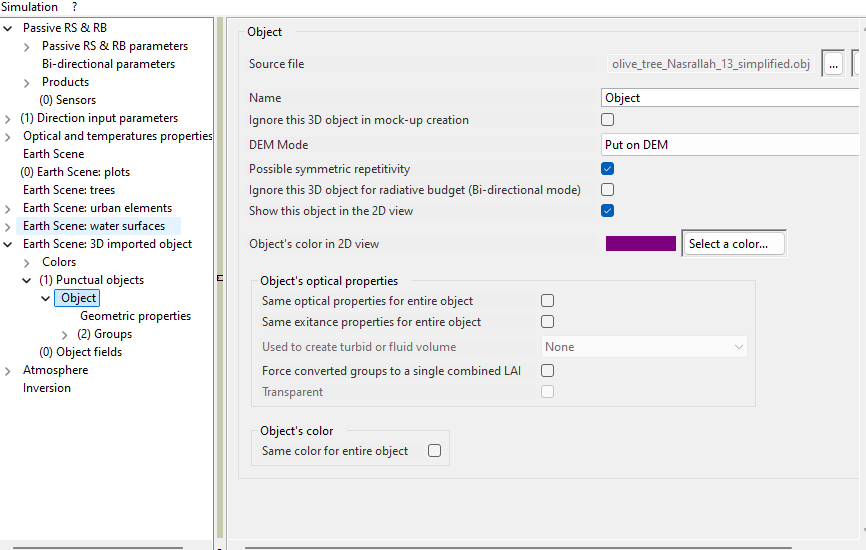 Simulation ?
Passive RS & RB
Passive RS & RB parameters
Bi-directional parameters
Products
(0) Sensors
(1) Direction input parameters
Optical and temperatures properties
Earth Scene
(0) Earth Scene: plots
Earth Scene: trees
Earth Scene: urban elements
Earth Scene: water surfaces
Earth Scene: 3D imported object
Colors
(1) Punctual objects
Object
Geometric properties
(2) Groups
(0) Object fields
Atmosphere
Inversion
Object
Source file olive_tree_Nasrallah_13_simplified.obj ...
Name Object
Ignore this 3D object in mock-up creation
DEM Mode Put on DEM
Possible symmetric repetitivity
Ignore this 3D object for radiative budget (Bi-directional mode)
Show this object in the 2D view
Object's color in 2D view Select a color...
Object's optical properties
Same optical properties for entire object
Same exitance properties for entire object
Used to create turbid or fluid volume None
Force converted groups to a single combined LAI
Transparent
Object's color
Same color for entire object